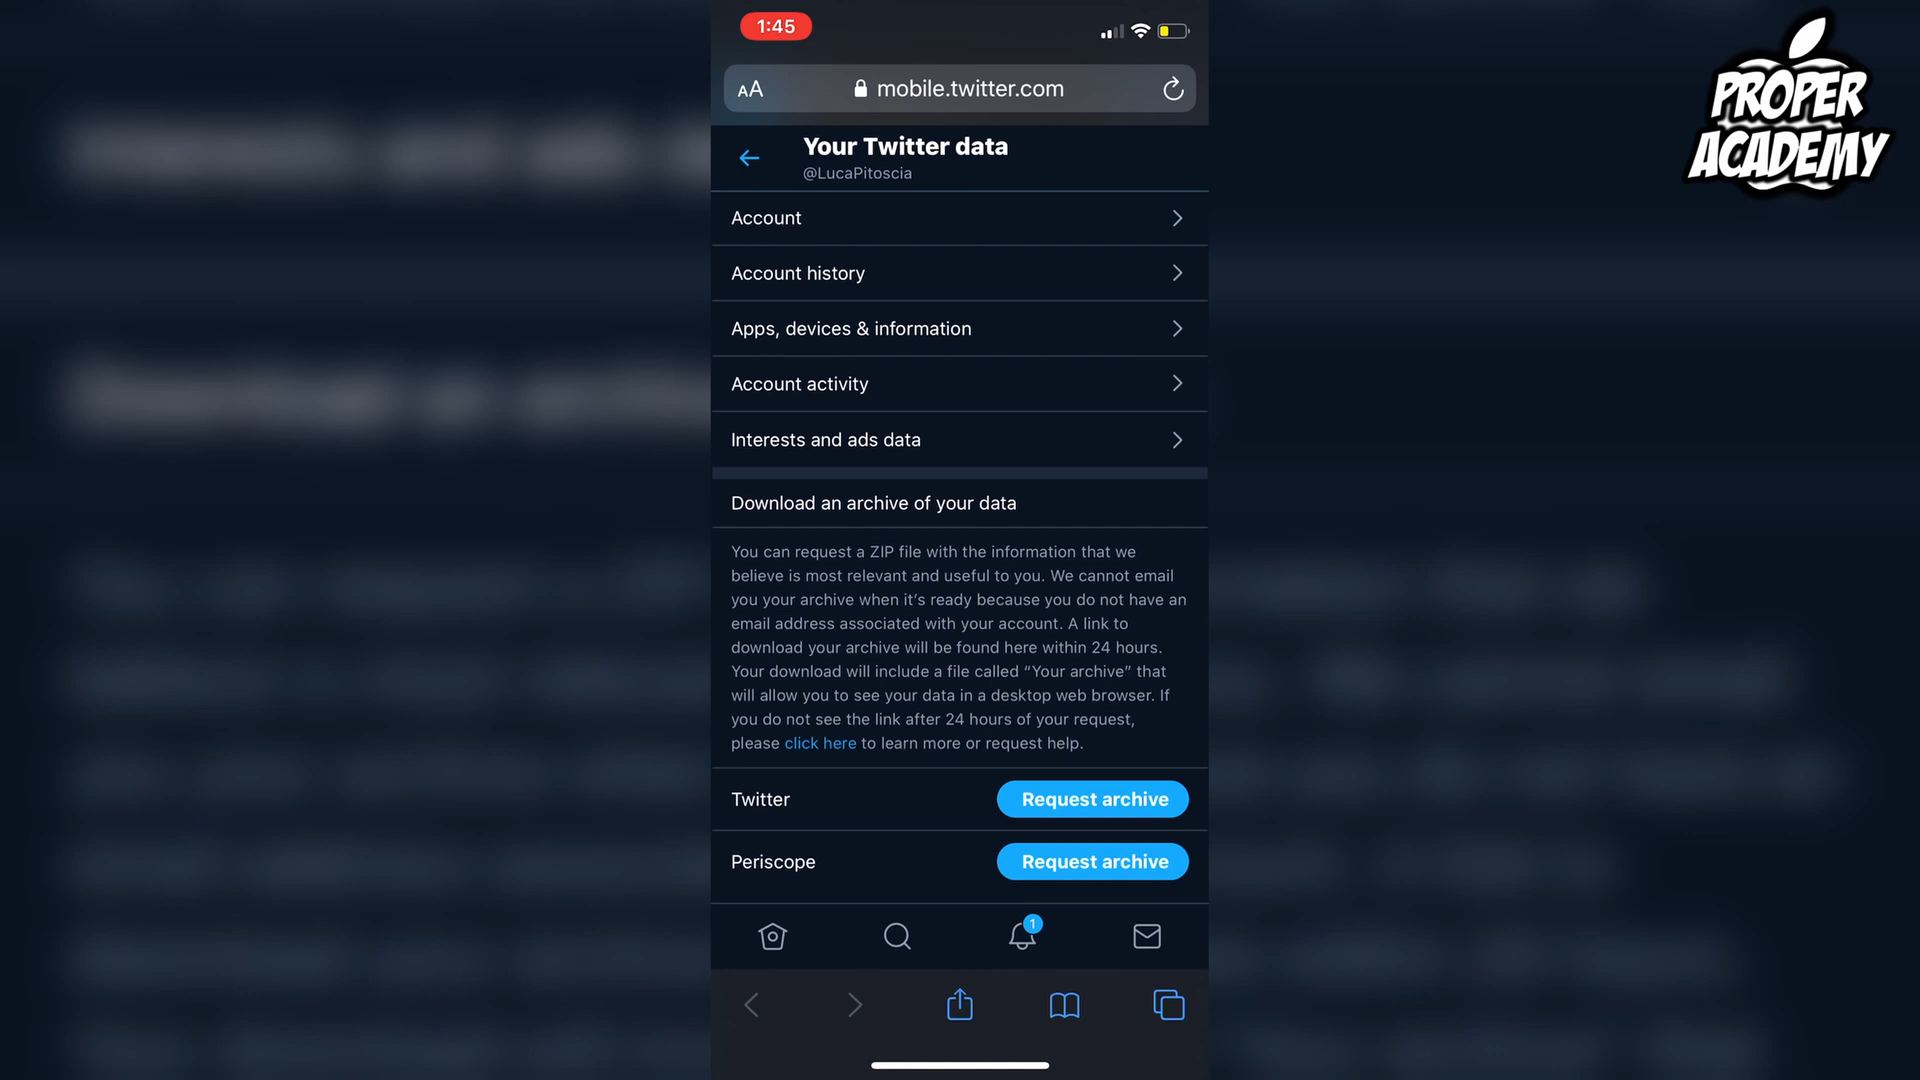 1:45
AA mobile.twitter.com
Your Twitter data
@LucaPitoscia
Account
Account history
Apps, devices & information
Account activity
Interests and ads data
Download an archive of your data
You can request a ZIP file with the information that we
believe is most relevant and useful to you. We cannot email
you your archive when it’s ready because you do not have an
email address associated with your account. A link to
download your archive will be found here within 24 hours.
Your download will include a file called “Your archive” that
will allow you to see your data in a desktop web browser. If
you do not see the link after 24 hours of your request,
please click here to learn more or request help.
Twitter Request archive
Periscope Request archive
1
PROPER
ACADEMY